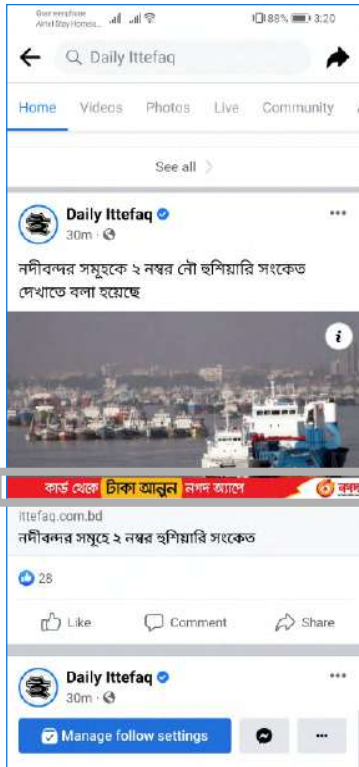 Airtel Stay Homesa...
88% 3:20
Daily Ittefaq
Home Videos Photos Live Community
See all
Daily Ittefaq
30m
নদীবন্দর সমূহকে ২ নম্বর নৌ হুশিয়ারি সংকেত
দেখাতে বলা হয়েছে
কার্ড থেকে টাকা আনুন নগদ অ্যাপে নগদ
ittefaq.com.bd
নদীবন্দর সমূহে ২ নম্বর হুশিয়ারি সংকেত
28
Like Comment Share
Daily Ittefaq
30m
Manage follow settings